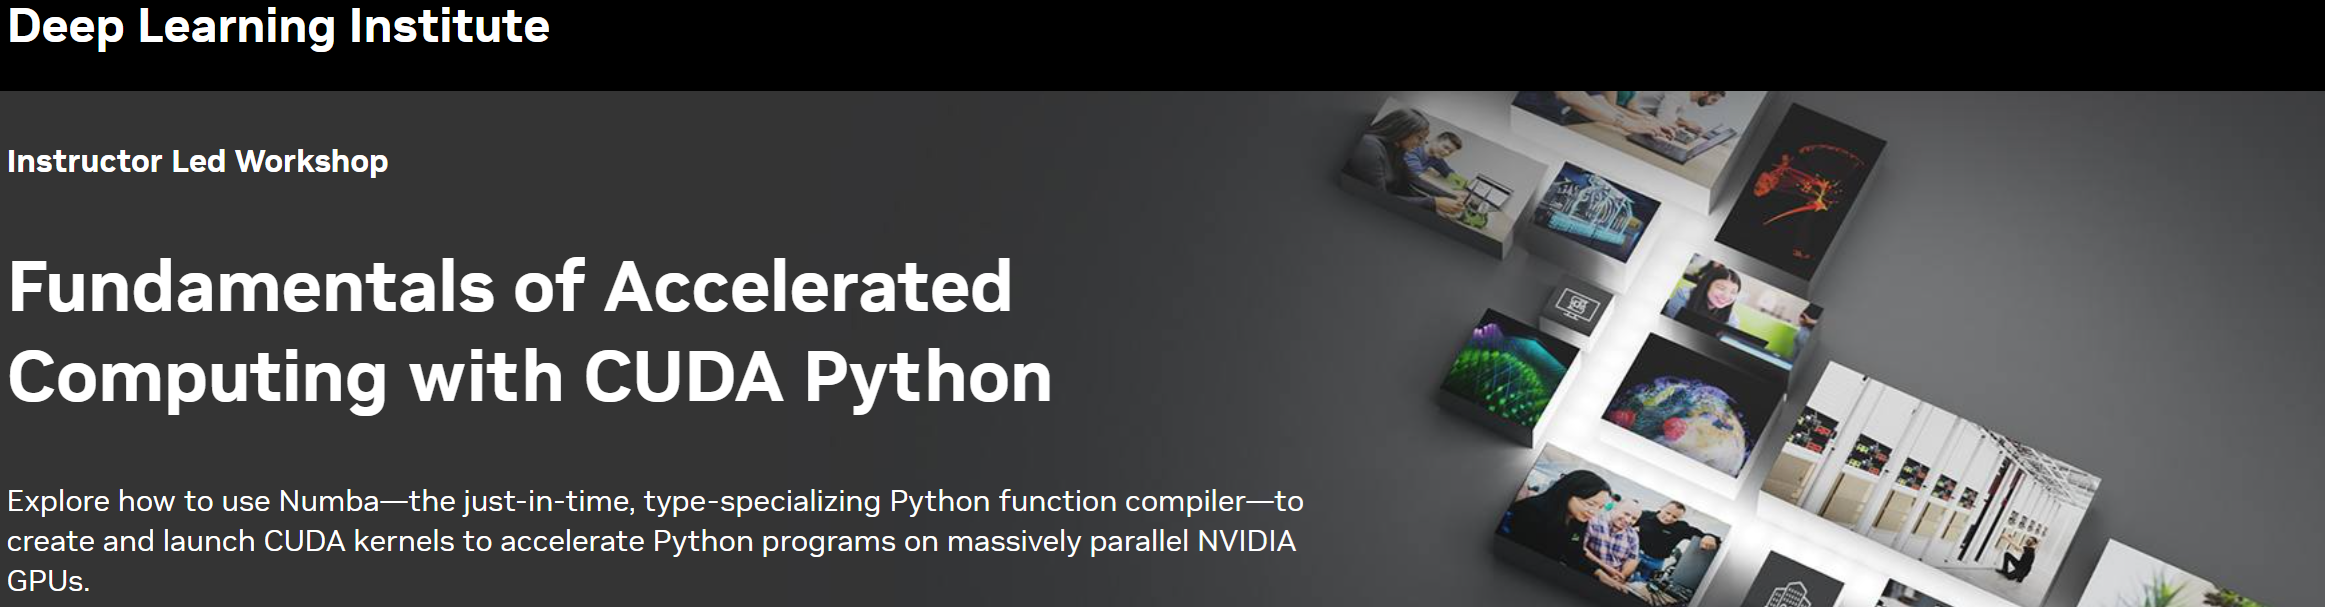 Deep Learning Institute
Instructor Led Workshop
Fundamentals of Accelerated
Computing with CUDA Python
Explore how to use Numba—the just-in-time, type-specializing Python function compiler—to
create and launch CUDA kernels to accelerate Python programs on massively parallel NVIDIA
GPUs.